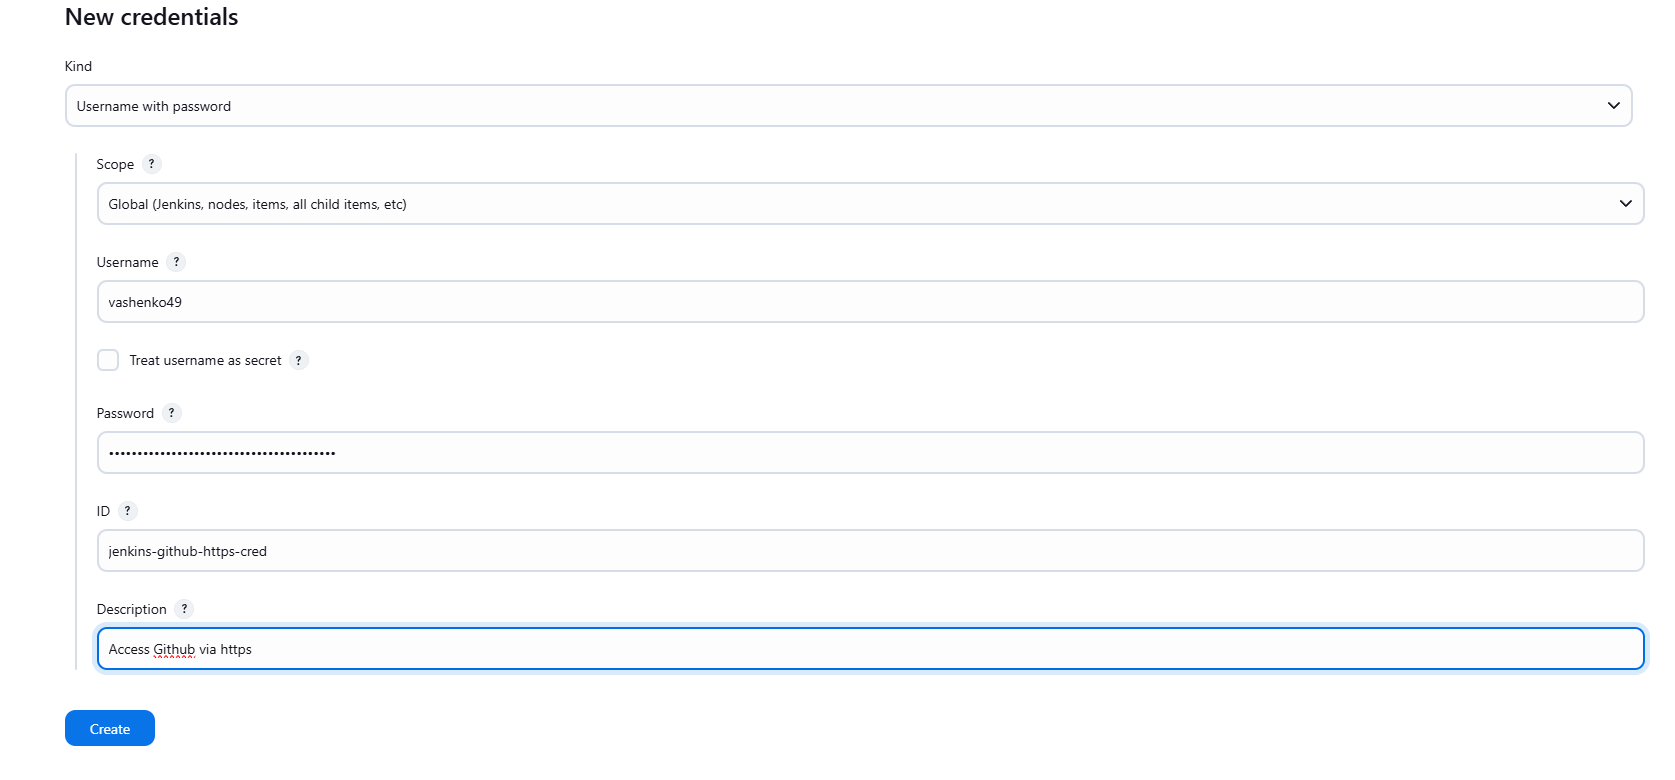 New credentials
Kind
Username with password
Scope ?
Global (Jenkins, nodes, items, all child items, etc)
Username ?
vashenko49
Treat username as secret ?
Password ?
••••••••••••••••••••••••••••••••••••••••
ID ?
jenkins-github-https-cred
Description ?
Access Github via https
Create